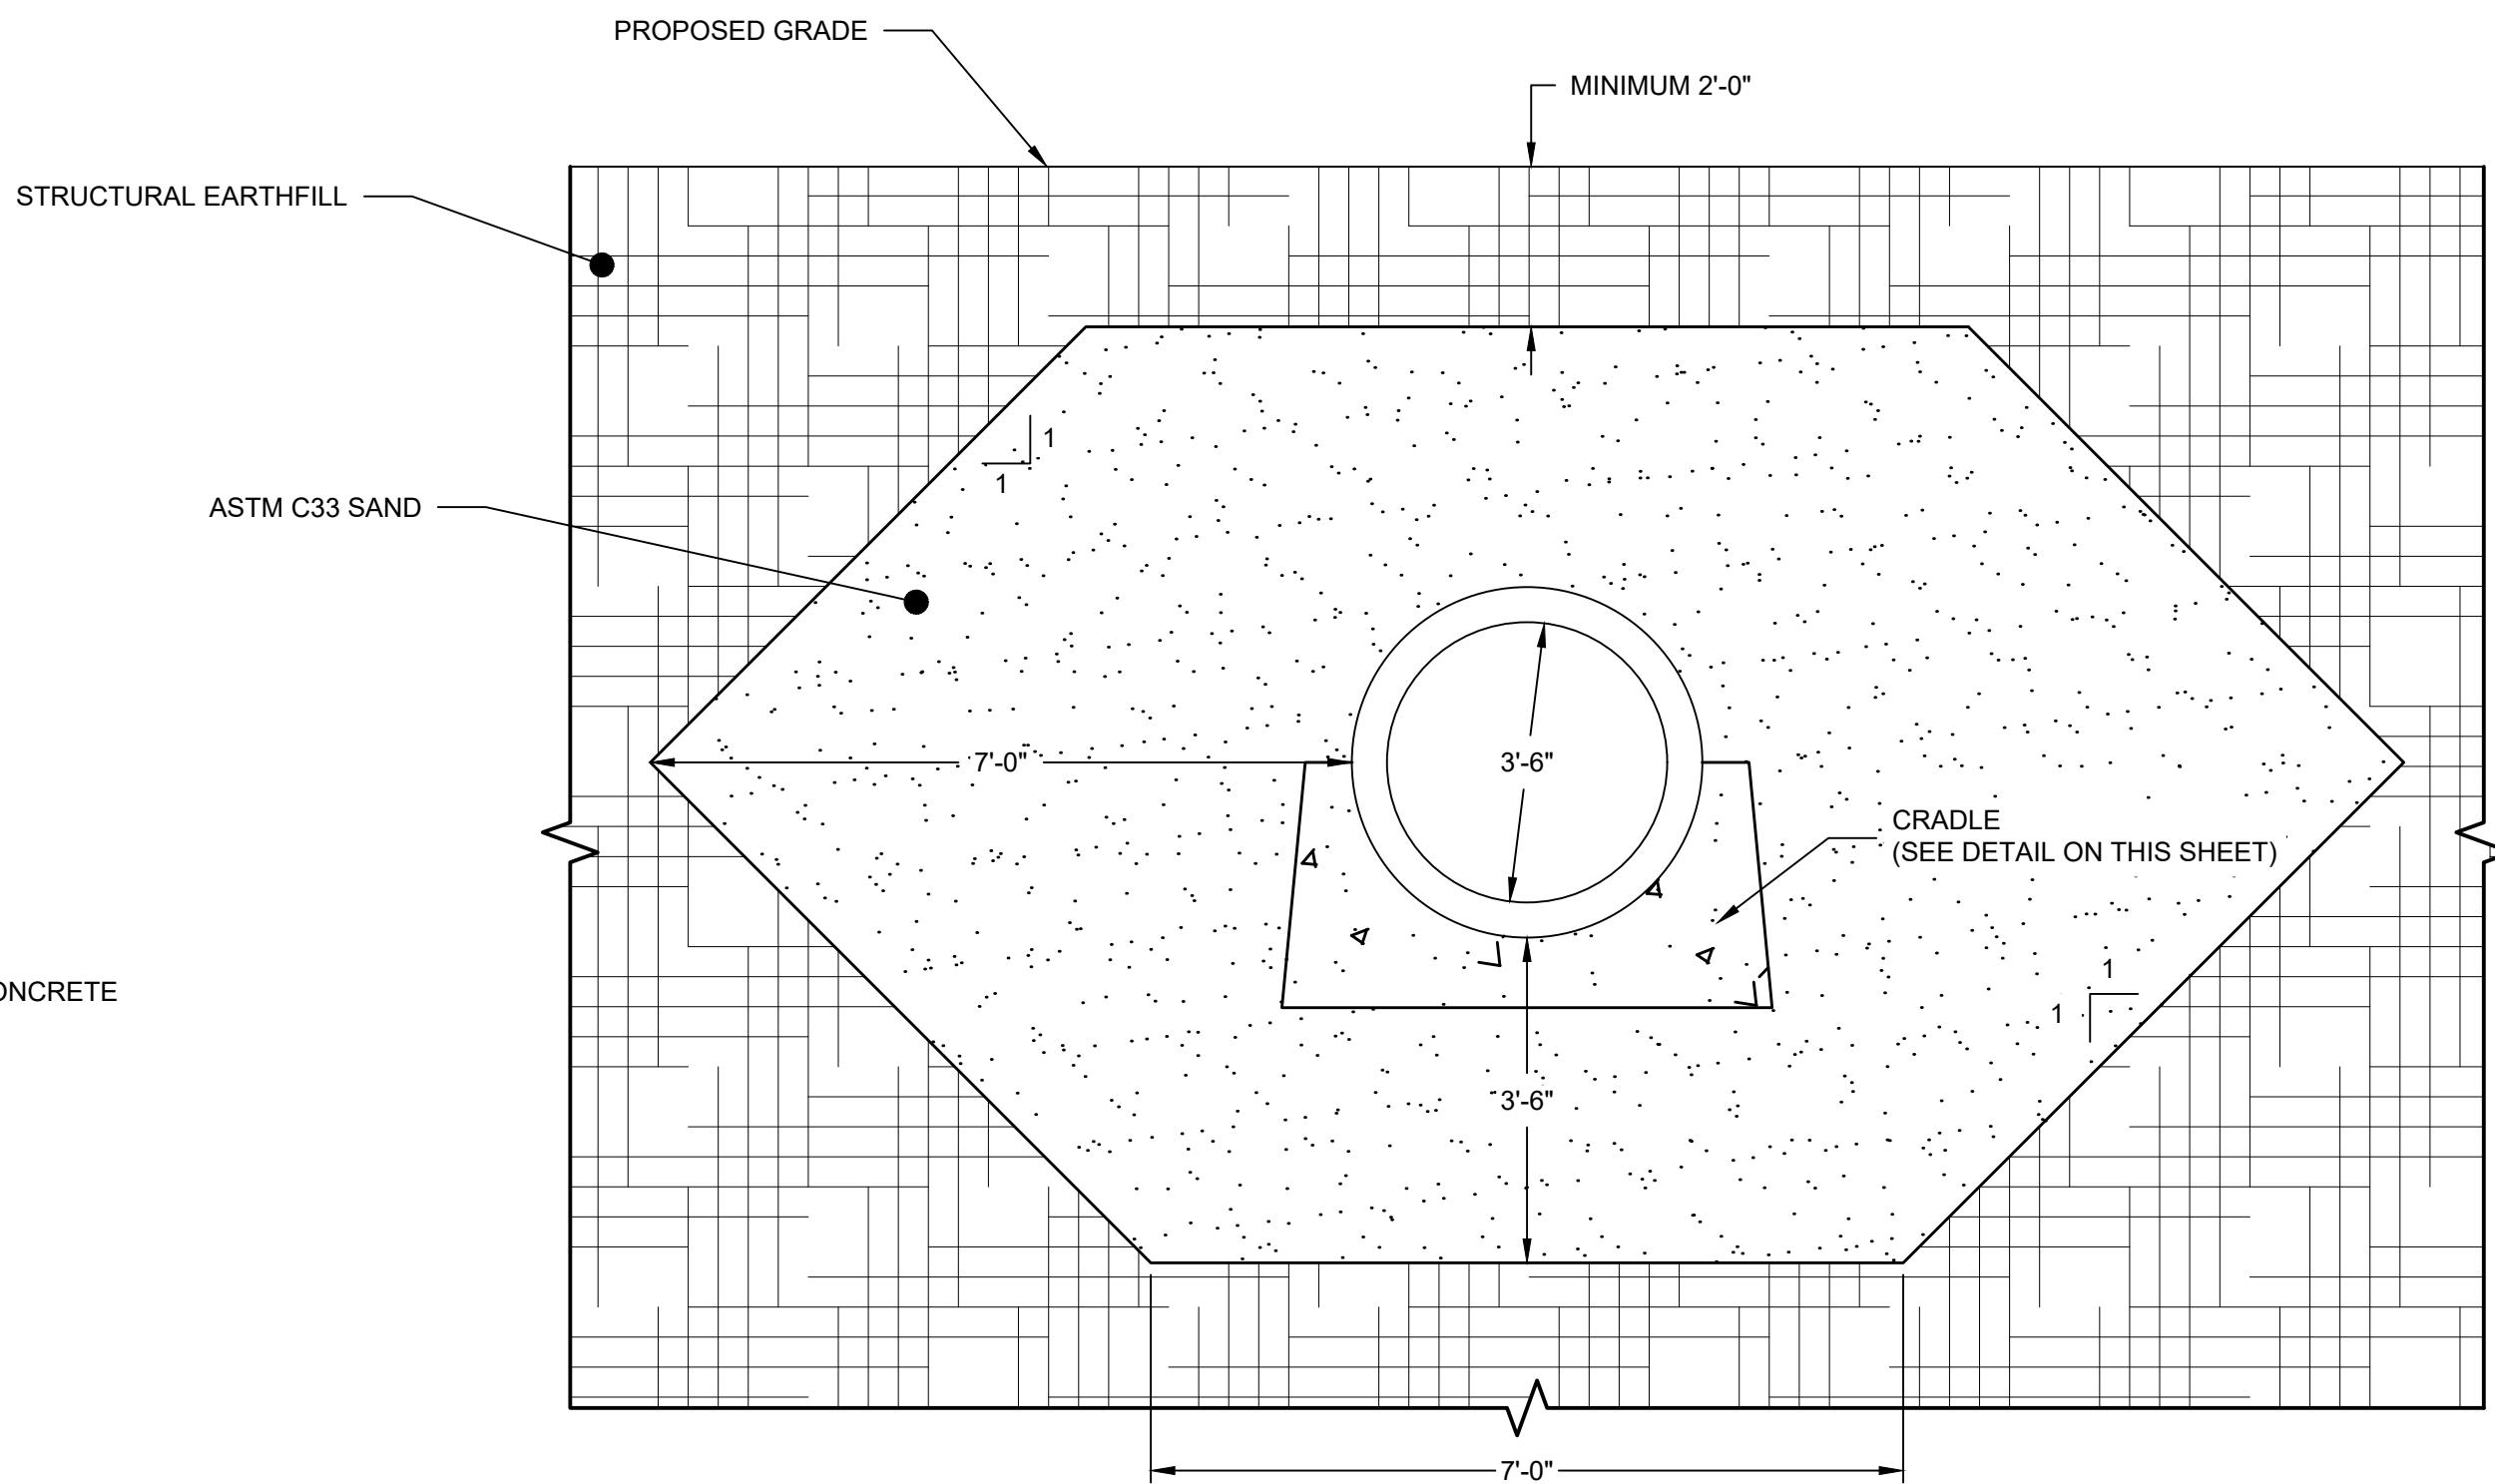 PROPOSED GRADE
MINIMUM 2'-0"
STRUCTURAL EARTHFILL
1
1
ASTM C33 SAND
7'-0"
3'-6"
CRADLE
(SEE DETAIL ON THIS SHEET)
1
1
ONCRETE
3'-6"
7'-0"